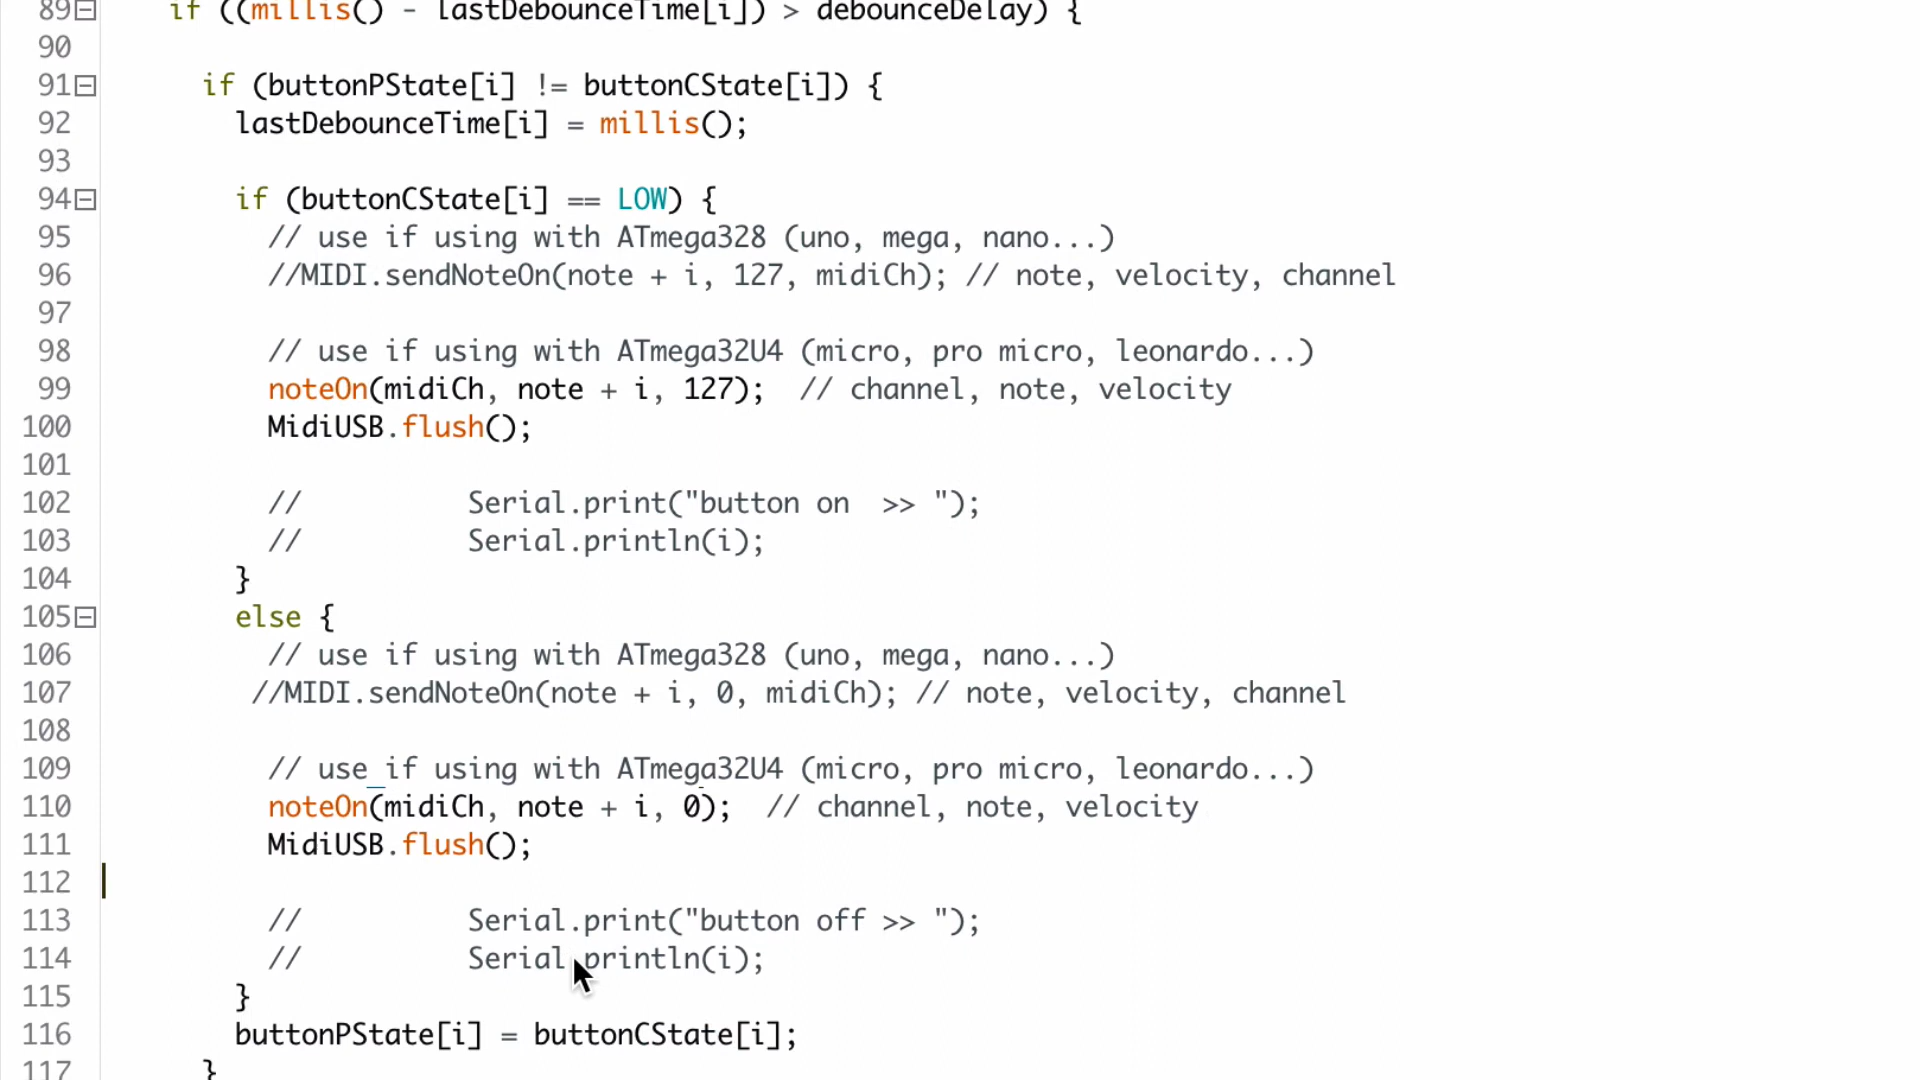 89 if ((millis() - lastDebounceTime[i]) > debounceDelay) {
90
91 if (buttonPState[i] != buttonCState[i]) {
92 lastDebounceTime[i] = millis();
93
94 if (buttonCState[i] == LOW) {
95 // use if using with ATmega328 (uno, mega, nano...)
96 //MIDI.sendNoteOn(note + i, 127, midiCh); // note, velocity, channel
97
98 // use if using with ATmega32U4 (micro, pro micro, leonardo...)
99 noteOn(midiCh, note + i, 127);  // channel, note, velocity
100 MidiUSB.flush();
101
102 //          Serial.print("button on  >> ");
103 //          Serial.println(i);
104 }
105 else {
106 // use if using with ATmega328 (uno, mega, nano...)
107 //MIDI.sendNoteOn(note + i, 0, midiCh); // note, velocity, channel
108
109 // use if using with ATmega32U4 (micro, pro micro, leonardo...)
110 noteOn(midiCh, note + i, 0);  // channel, note, velocity
111 MidiUSB.flush();
112
113 //          Serial.print("button off >> ");
114 //          Serial.println(i);
115 }
116 buttonPState[i] = buttonCState[i];
117 }